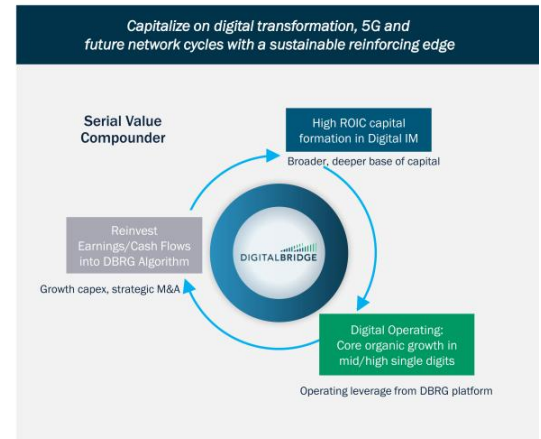 Capitalize on digital transformation, 5G and
future network cycles with a sustainable reinforcing edge
Serial Value
Compounder
High ROIC capital
formation in Digital IM
Broader, deeper base of capital
Reinvest
Earnings/Cash Flows
into DBRG Algorithm
Growth capex, strategic M&A
DIGITALBRIDGE
Digital Operating:
Core organic growth in
mid/high single digits
Operating leverage from DBRG platform